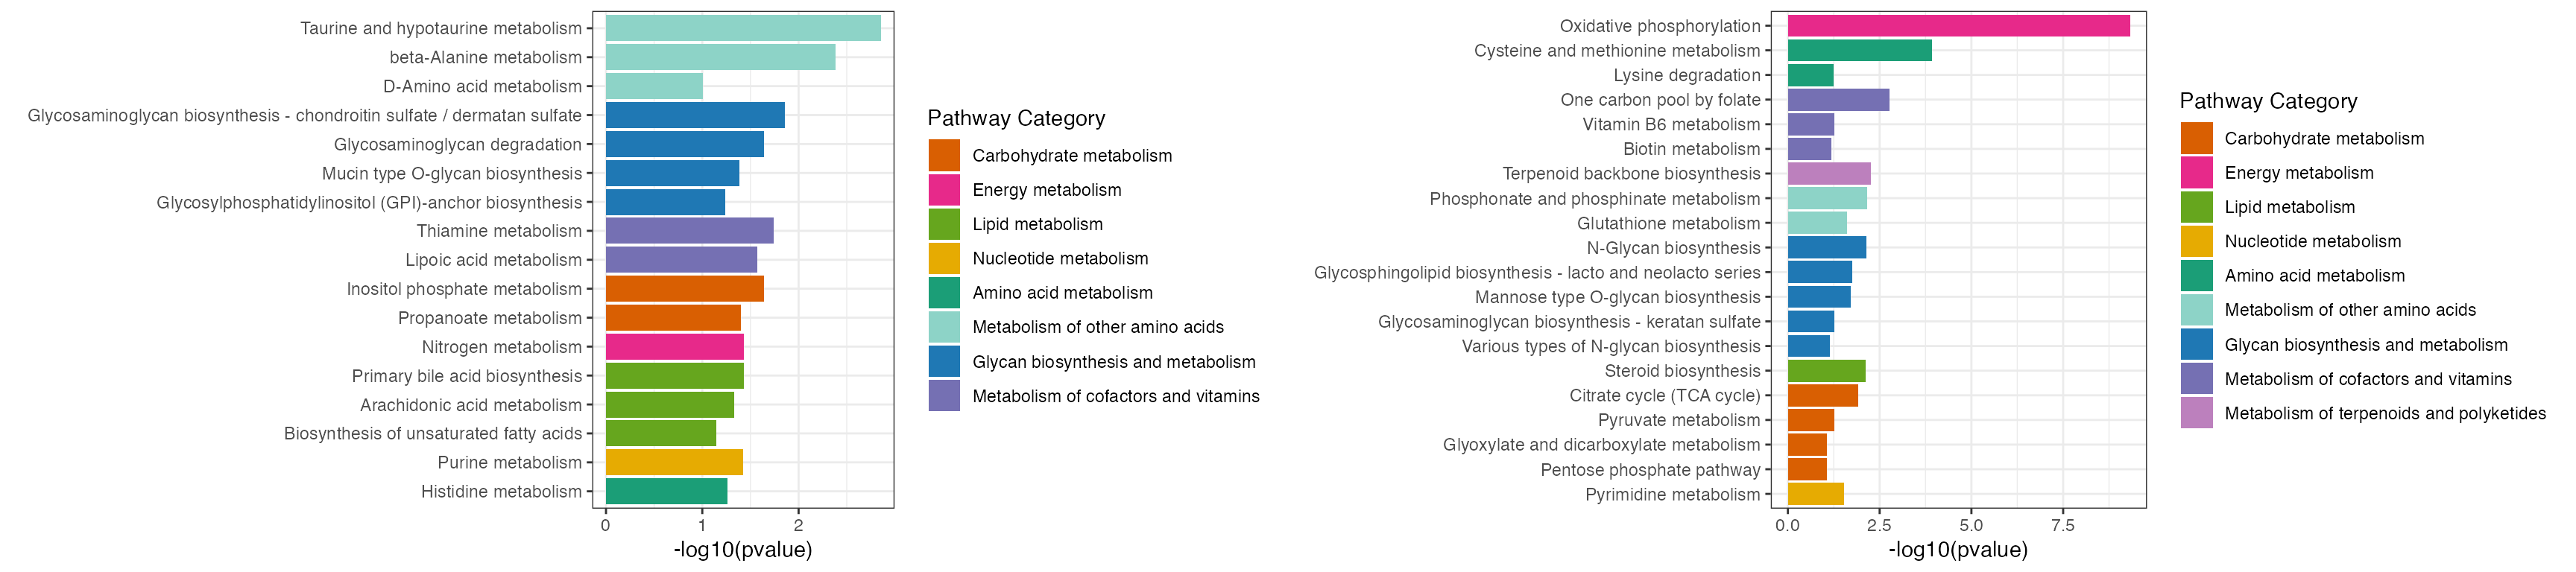 Taurine and hypotaurine metabolism
beta-Alanine metabolism
D-Amino acid metabolism
Glycosaminoglycan biosynthesis - chondroitin sulfate / dermatan sulfate
Glycosaminoglycan degradation
Mucin type O-glycan biosynthesis
Glycosylphosphatidylinositol (GPI)-anchor biosynthesis
Thiamine metabolism
Lipoic acid metabolism
Inositol phosphate metabolism
Propanoate metabolism
Nitrogen metabolism
Primary bile acid biosynthesis
Arachidonic acid metabolism
Biosynthesis of unsaturated fatty acids
Purine metabolism
Histidine metabolism
0 1 2
-log10(pvalue)
Pathway Category
Carbohydrate metabolism
Energy metabolism
Lipid metabolism
Nucleotide metabolism
Amino acid metabolism
Metabolism of other amino acids
Glycan biosynthesis and metabolism
Metabolism of cofactors and vitamins
Oxidative phosphorylation
Cysteine and methionine metabolism
Lysine degradation
One carbon pool by folate
Vitamin B6 metabolism
Biotin metabolism
Terpenoid backbone biosynthesis
Phosphonate and phosphinate metabolism
Glutathione metabolism
N-Glycan biosynthesis
Glycosphingolipid biosynthesis - lacto and neolacto series
Mannose type O-glycan biosynthesis
Glycosaminoglycan biosynthesis - keratan sulfate
Various types of N-glycan biosynthesis
Steroid biosynthesis
Citrate cycle (TCA cycle)
Pyruvate metabolism
Glyoxylate and dicarboxylate metabolism
Pentose phosphate pathway
Pyrimidine metabolism
0.0 2.5 5.0 7.5
-log10(pvalue)
Pathway Category
Carbohydrate metabolism
Energy metabolism
Lipid metabolism
Nucleotide metabolism
Amino acid metabolism
Metabolism of other amino acids
Glycan biosynthesis and metabolism
Metabolism of cofactors and vitamins
Metabolism of terpenoids and polyketides